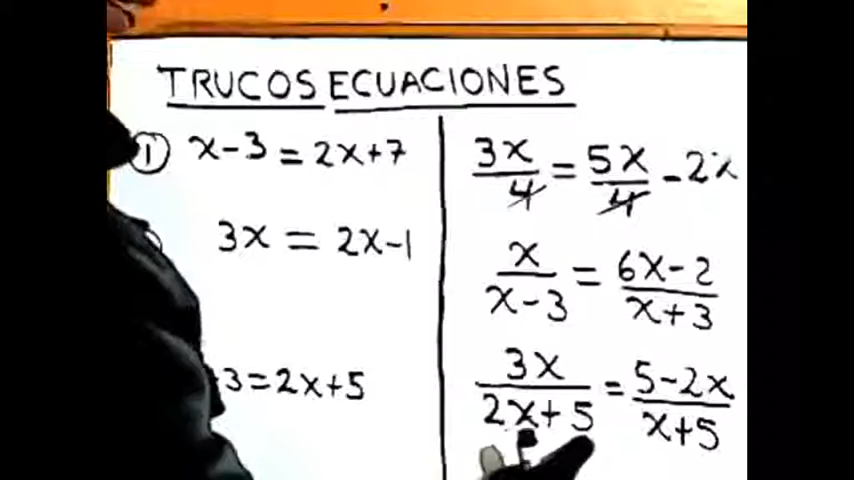 TRUCOS ECUACIONES
① x-3 = 2x+7
3x = 2x-1
3=2x+5
3x/4 = 5x/4 - 2x
x/x-3 = 6x-2/x+3
3x/2x+5 = 5-2x/x+5